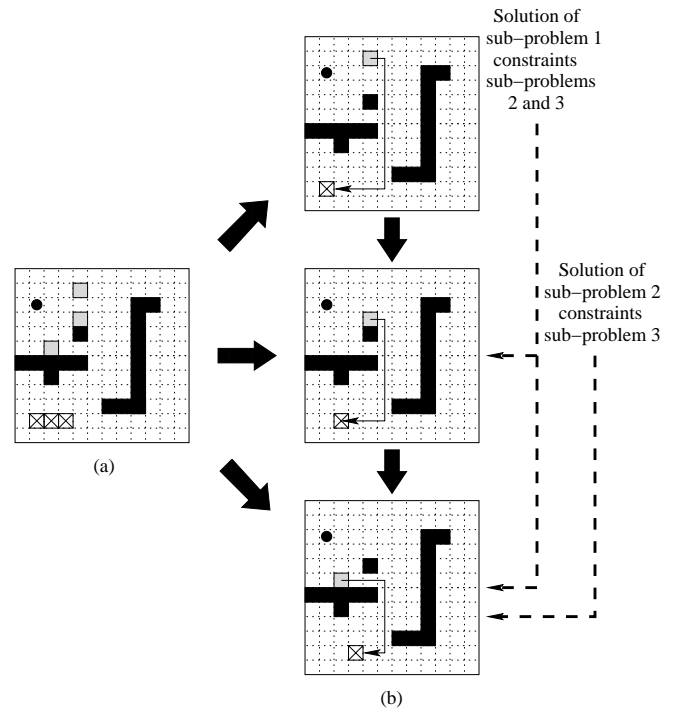 Solution of
sub−problem 1
constraints
sub−problems
2 and 3
Solution of
sub−problem 2
constraints
sub−problem 3
(a)
(b)